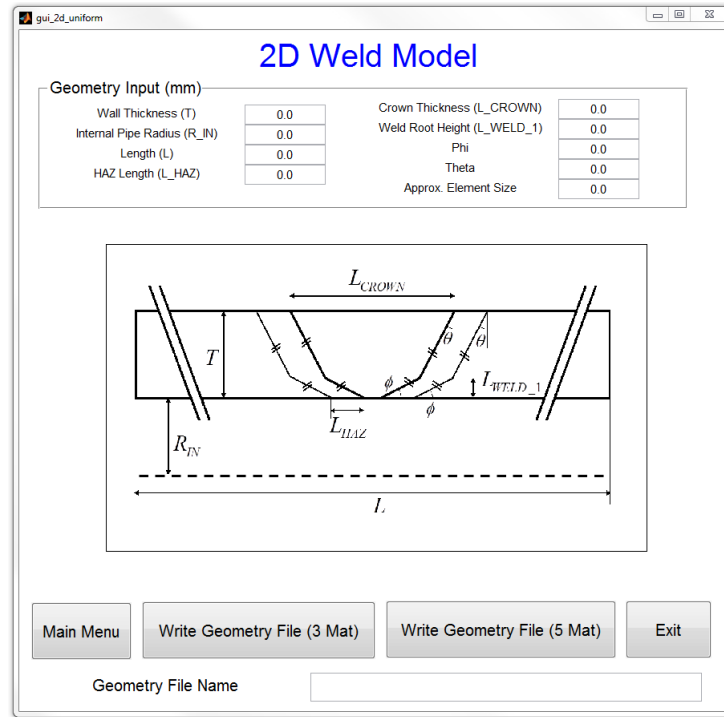 gui_2d_uniform
2D Weld Model
Geometry Input (mm)
Wall Thickness (T) 0.0
Internal Pipe Radius (R_IN) 0.0
Length (L) 0.0
HAZ Length (L_HAZ) 0.0
Crown Thickness (L_CROWN) 0.0
Weld Root Height (L_WELD_1) 0.0
Phi 0.0
Theta 0.0
Approx. Element Size 0.0
L_CROWN
θ θ
T
ϕ L_WELD_1
ϕ
L_HAZ
R_IN
L
Main Menu Write Geometry File (3 Mat) Write Geometry File (5 Mat) Exit
Geometry File Name